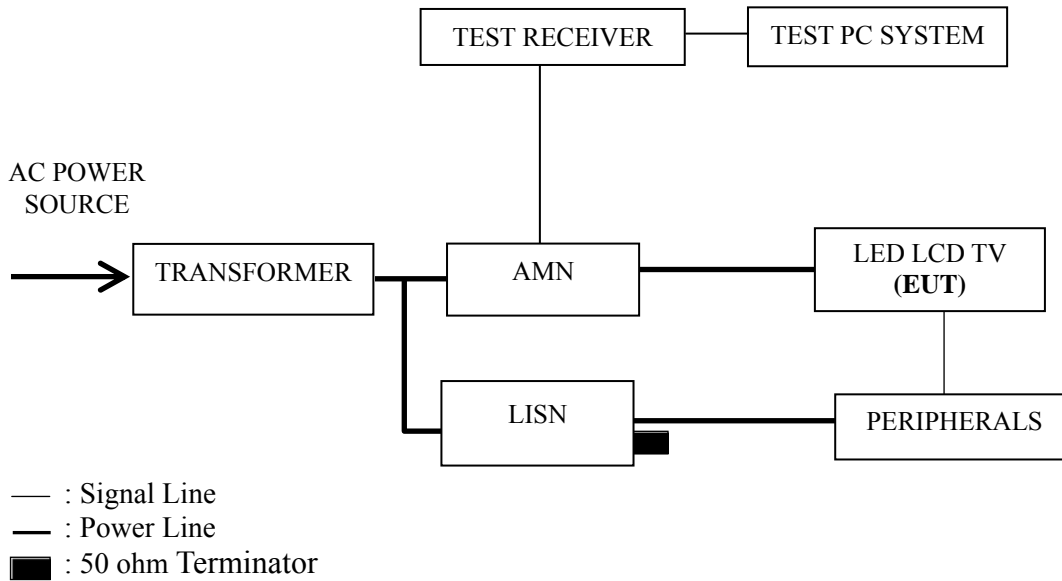 TEST RECEIVER
TEST PC SYSTEM
AC POWER
SOURCE
TRANSFORMER
AMN
LED LCD TV
(EUT)
LISN
PERIPHERALS
: Signal Line
: Power Line
: 50 ohm Terminator